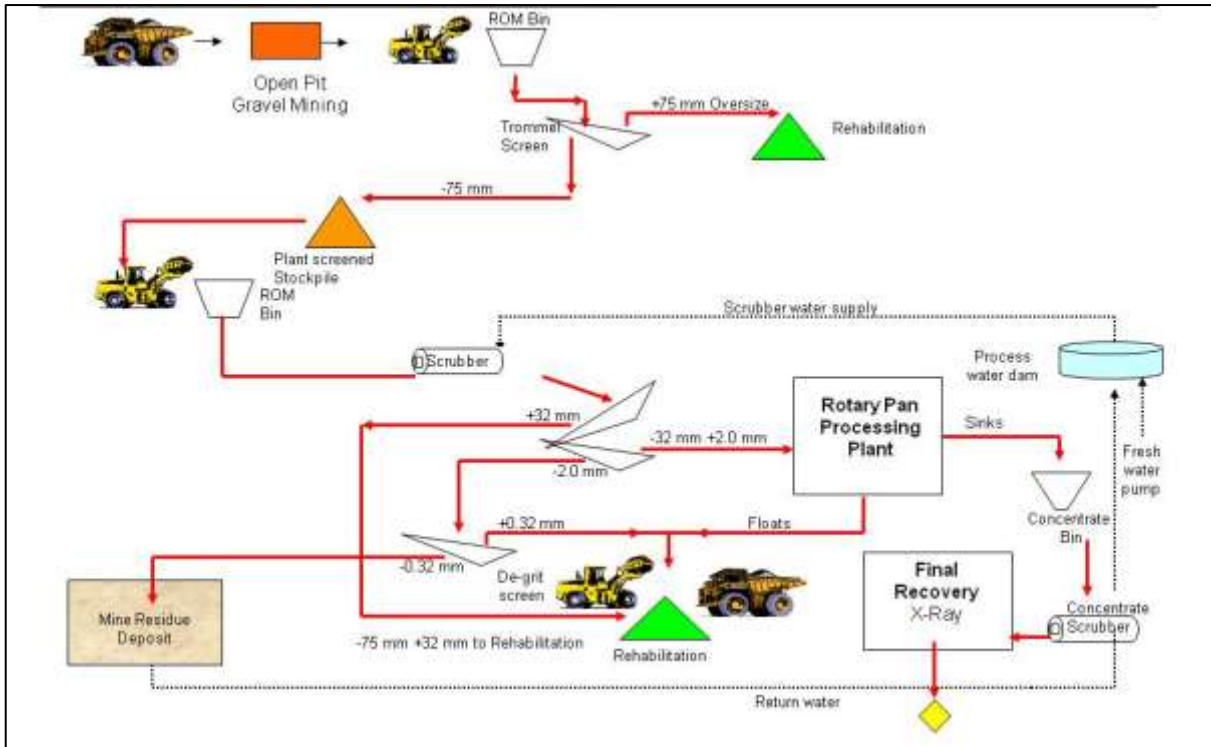 ROM Bin
Open Pit
Gravel Mining
+75 mm Oversize
Trommel
Screen
Rehabilitation
-75 mm
Plant screened
Stockpile
ROM
Bin
Scrubber water supply
Scrubber
Process
water dam
+32 mm
-32 mm +2.0 mm
Rotary Pan
Processing
Plant
Sinks
-2.0 mm
Fresh
water
pump
Concentrate
Bin
+0.32 mm
Floats
-0.32 mm
De-grit
screen
Final
Recovery
X-Ray
Concentrate
Scrubber
Mine Residue
Deposit
-75 mm +32 mm to Rehabilitation
Rehabilitation
Return water